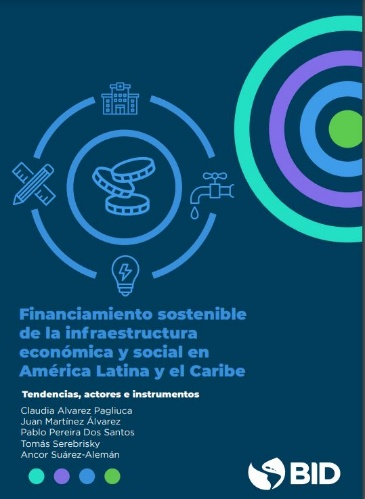 Financiamiento sostenible
de la infraestructura
económica y social en
América Latina y el Caribe
Tendencias, actores e instrumentos
Claudia Alvarez Pagliuca
Juan Martínez Álvarez
Pablo Pereira Dos Santos
Tomás Serebrisky
Ancor Suárez-Alemán
BID